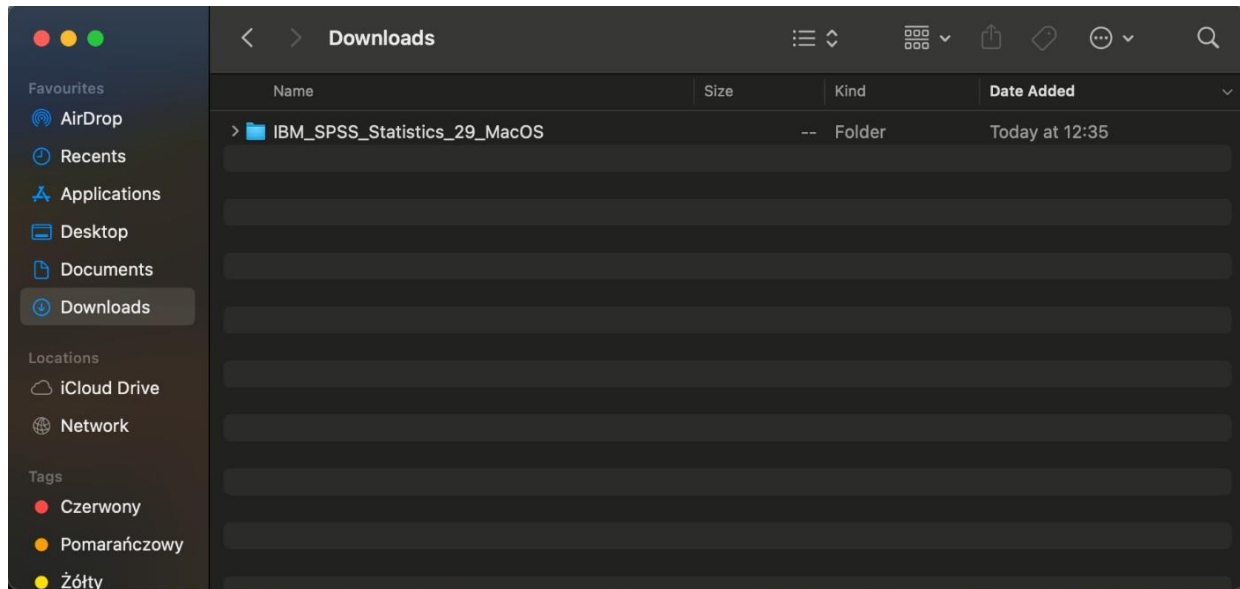 Downloads
Favourites
AirDrop
Recents
Applications
Desktop
Documents
Downloads
Locations
iCloud Drive
Network
Tags
Czerwony
Pomarańczowy
Żółty
Name Size Kind Date Added
IBM_SPSS_Statistics_29_MacOS -- Folder Today at 12:35